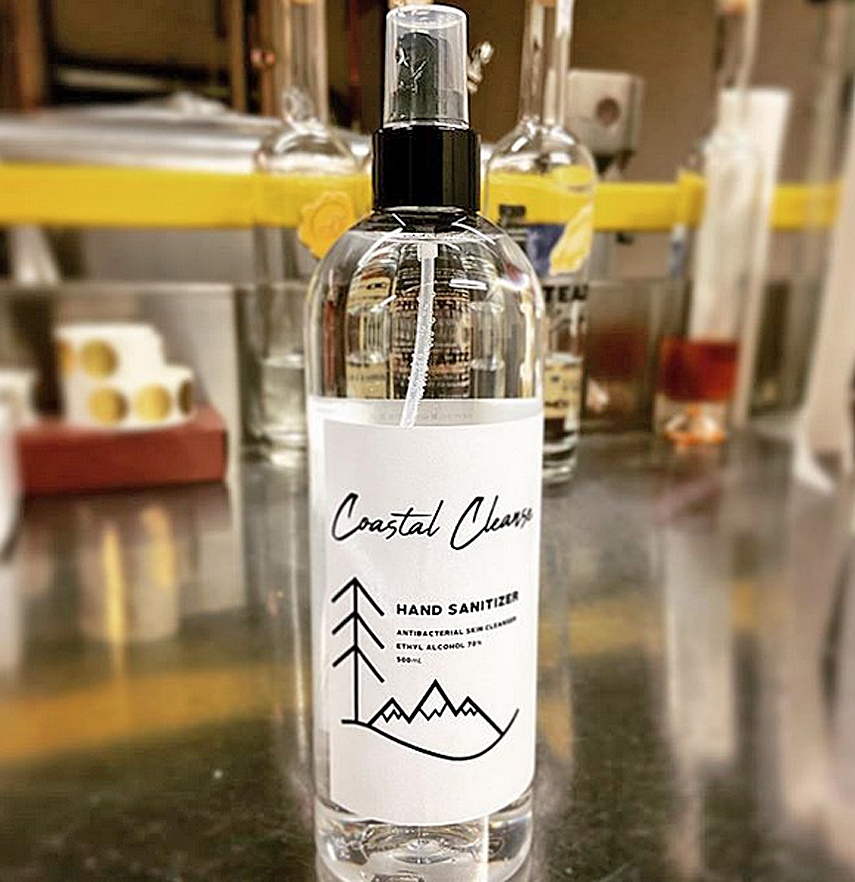 Coastal Cleanse
HAND SANITIZER
ANTIBACTERIAL SKIN CLEANSER
ETHYL ALCOHOL 70%
500mL